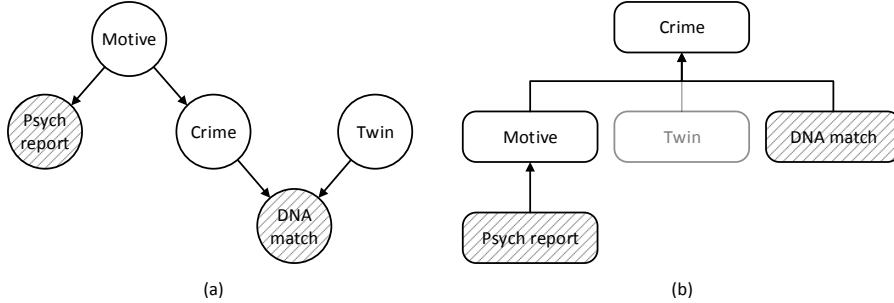 Motive
Psych
report
Crime
Twin
DNA
match
(a)
Crime
Motive
Twin
DNA match
Psych report
(b)